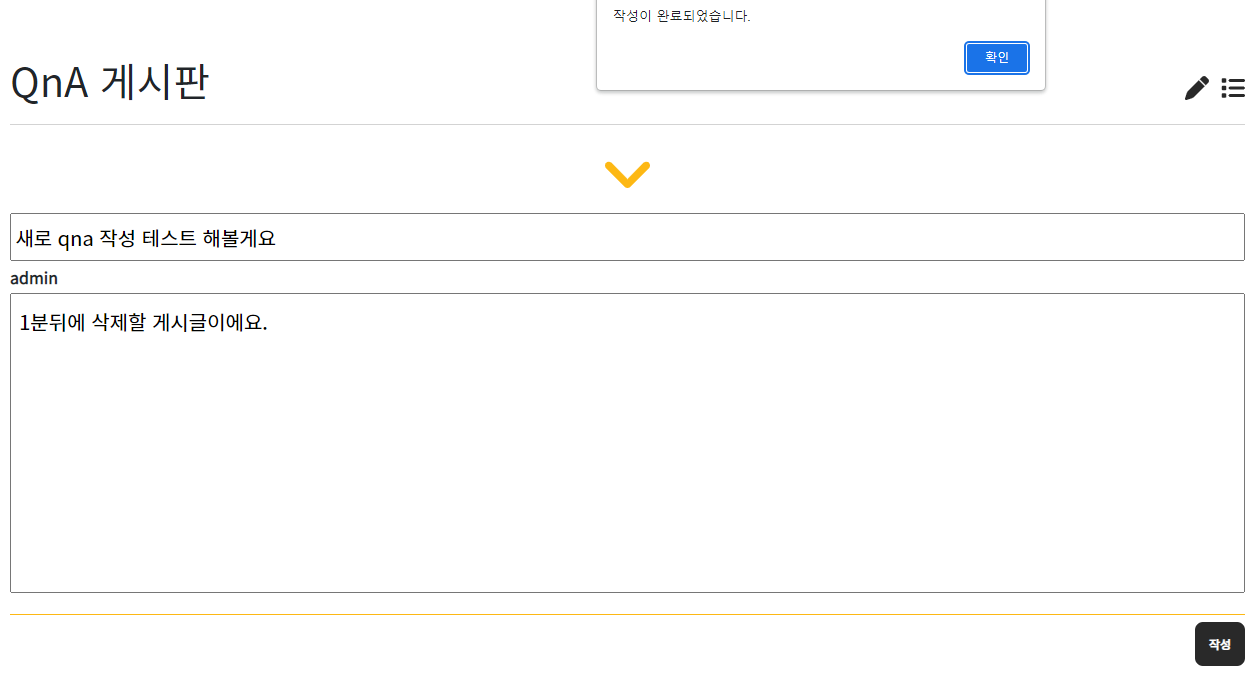 작성이 완료되었습니다.
확인
QnA 게시판
새로 qna 작성 테스트 해볼게요
admin
1분뒤에 삭제할 게시글이에요.
작성